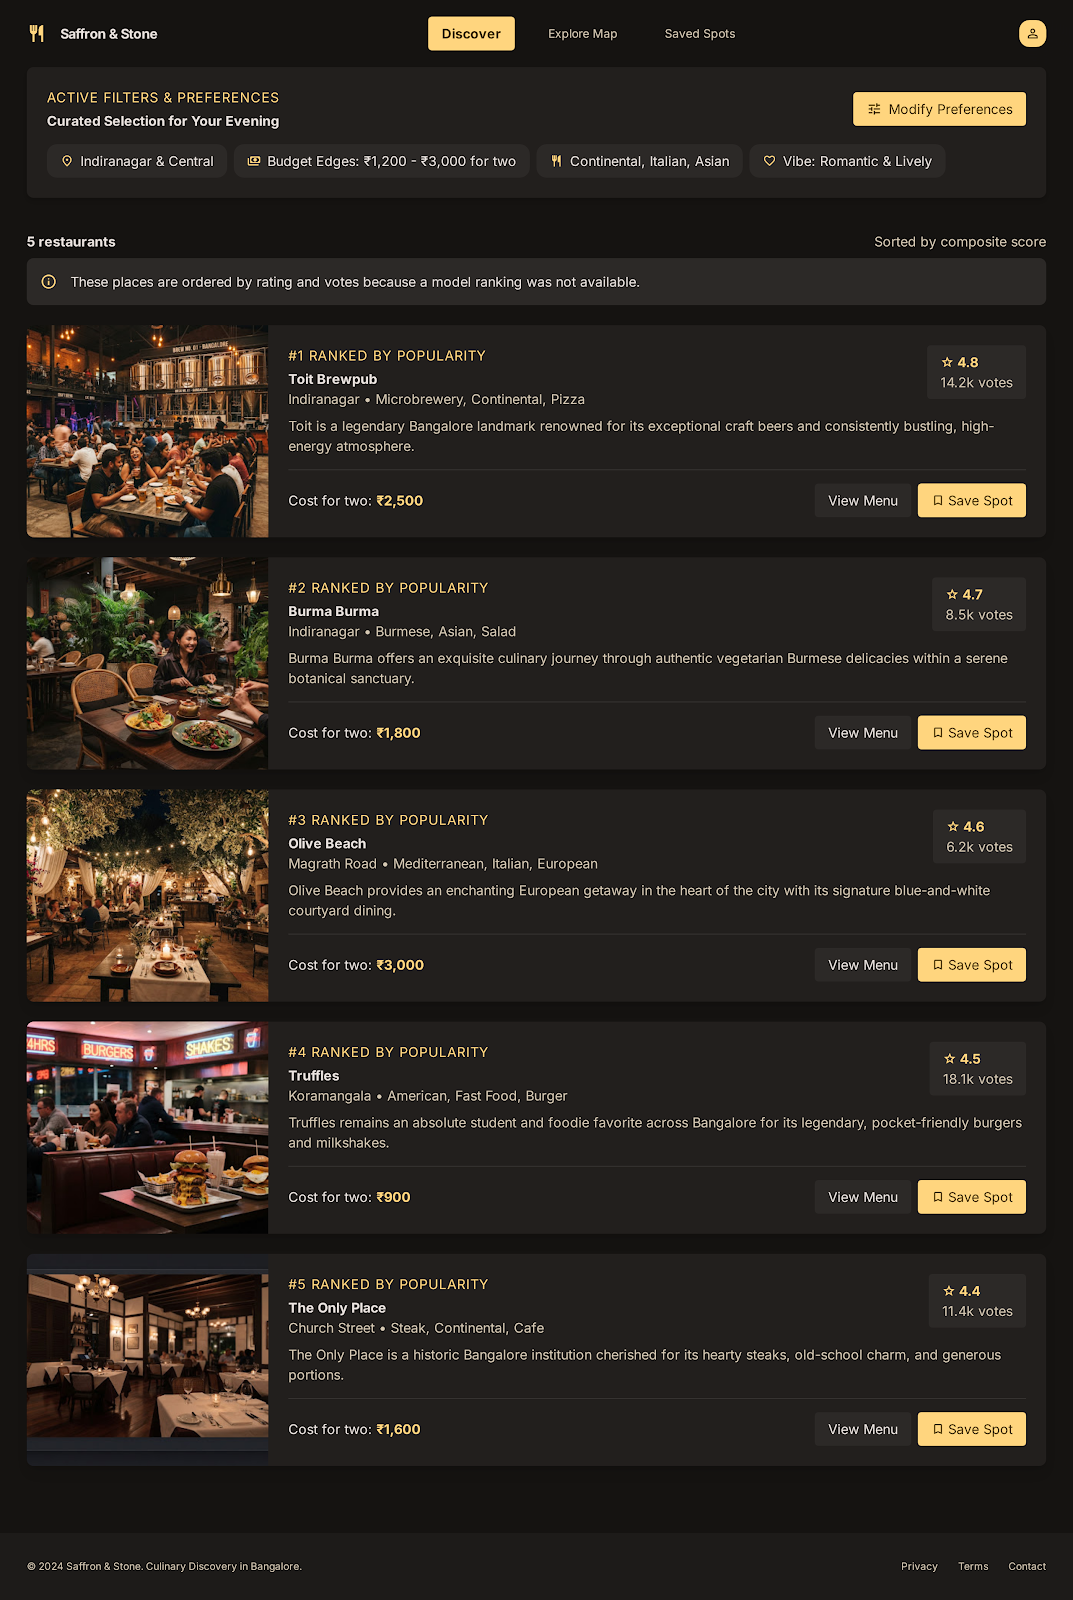 Saffron & Stone
Discover
Explore Map
Saved Spots
ACTIVE FILTERS & PREFERENCES
Curated Selection for Your Evening
Modify Preferences
Indiranagar & Central
Budget Edges: ₹1,200 - ₹3,000 for two
Continental, Italian, Asian
Vibe: Romantic & Lively
5 restaurants
Sorted by composite score
These places are ordered by rating and votes because a model ranking was not available.
BREW NO. 01 - BANGALORE
#1 RANKED BY POPULARITY
Toit Brewpub
Indiranagar • Microbrewery, Continental, Pizza
4.8
14.2k votes
Toit is a legendary Bangalore landmark renowned for its exceptional craft beers and consistently bustling, high-
energy atmosphere.
Cost for two: ₹2,500
View Menu
Save Spot
#2 RANKED BY POPULARITY
Burma Burma
Indiranagar • Burmese, Asian, Salad
4.7
8.5k votes
Burma Burma offers an exquisite culinary journey through authentic vegetarian Burmese delicacies within a serene
botanical sanctuary.
Cost for two: ₹1,800
View Menu
Save Spot
#3 RANKED BY POPULARITY
Olive Beach
Magrath Road • Mediterranean, Italian, European
4.6
6.2k votes
Olive Beach provides an enchanting European getaway in the heart of the city with its signature blue-and-white
courtyard dining.
Cost for two: ₹3,000
View Menu
Save Spot
4HRS
BURGERS
SHAKES
#4 RANKED BY POPULARITY
Truffles
Koramangala • American, Fast Food, Burger
4.5
18.1k votes
Truffles remains an absolute student and foodie favorite across Bangalore for its legendary, pocket-friendly burgers
and milkshakes.
Cost for two: ₹900
View Menu
Save Spot
#5 RANKED BY POPULARITY
The Only Place
Church Street • Steak, Continental, Cafe
4.4
11.4k votes
The Only Place is a historic Bangalore institution cherished for its hearty steaks, old-school charm, and generous
portions.
Cost for two: ₹1,600
View Menu
Save Spot
© 2024 Saffron & Stone. Culinary Discovery in Bangalore.
Privacy
Terms
Contact